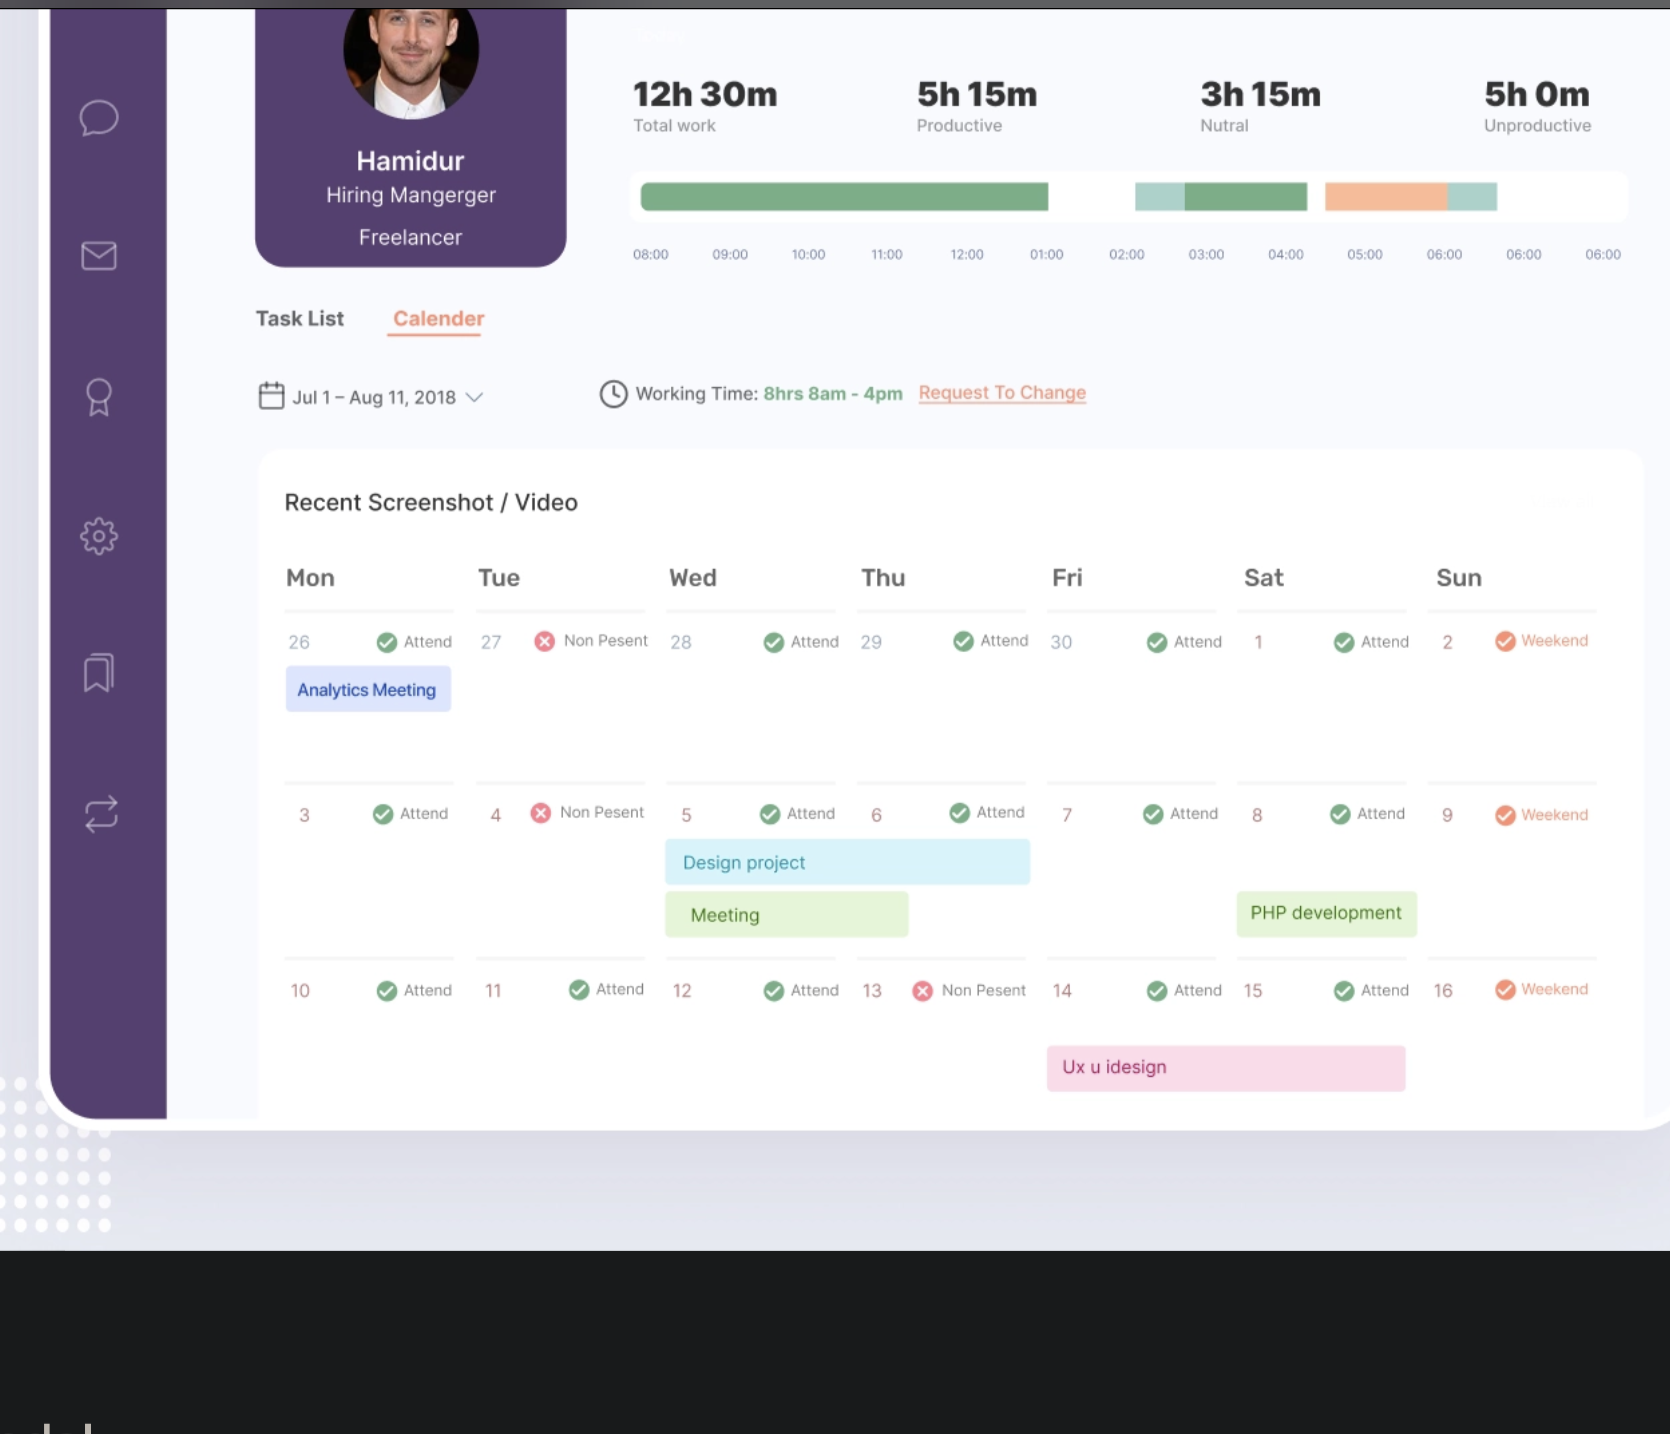 12h 30m 5h 15m 3h 15m 5h 0m
Total work Productive Nutral Unproductive
Hamidur
Hiring Mangerger
Freelancer
08:00 09:00 10:00 11:00 12:00 01:00 02:00 03:00 04:00 05:00 06:00 06:00 06:00
Task List Calender
Jul 1 – Aug 11, 2018 Working Time: 8hrs 8am - 4pm Request To Change
Recent Screenshot / Video
Mon Tue Wed Thu Fri Sat Sun
26 Attend 27 Non Pesent 28 Attend 29 Attend 30 Attend 1 Attend 2 Weekend
Analytics Meeting
3 Attend 4 Non Pesent 5 Attend 6 Attend 7 Attend 8 Attend 9 Weekend
Design project
Meeting PHP development
10 Attend 11 Attend 12 Attend 13 Non Pesent 14 Attend 15 Attend 16 Weekend
Ux u idesign